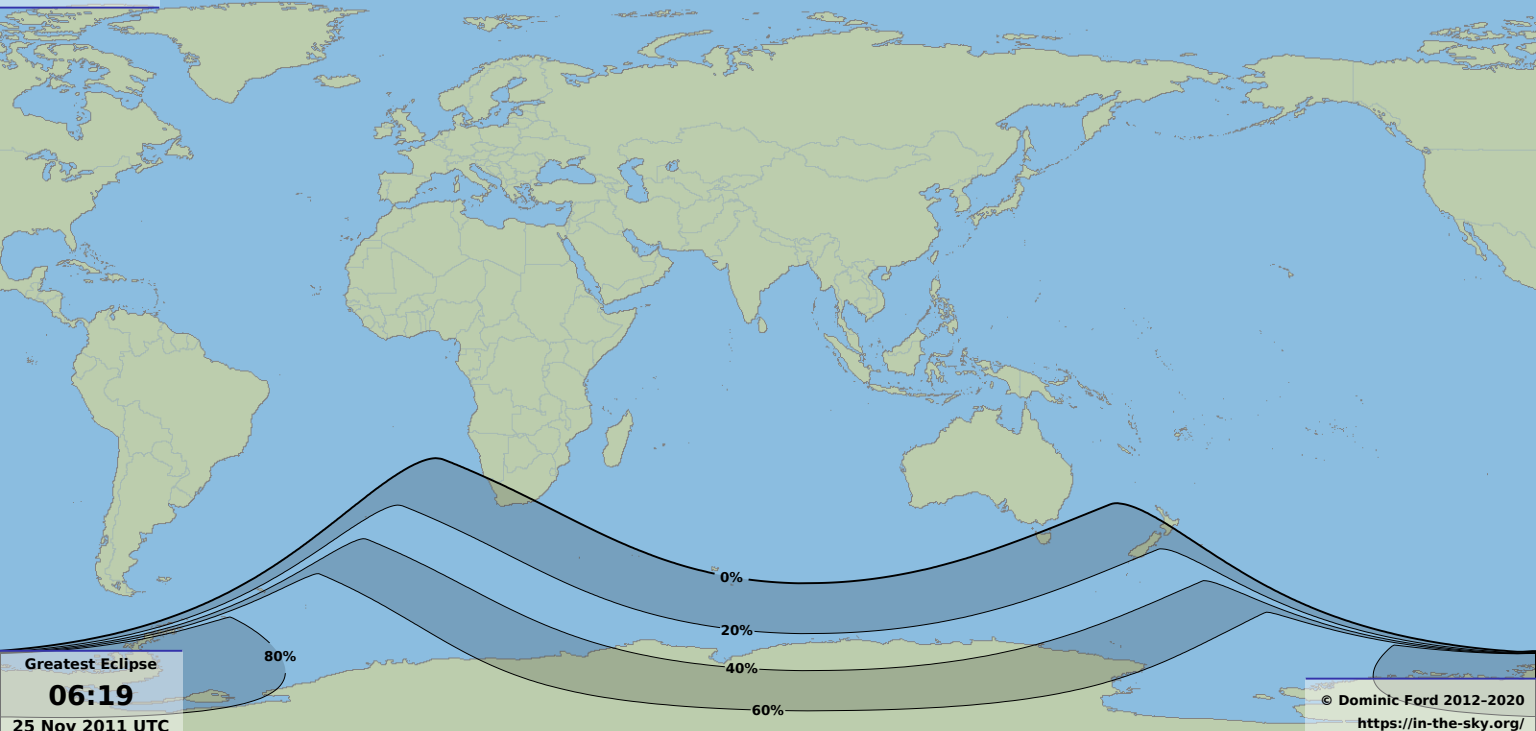 0%
20%
80%
40%
60%
Greatest Eclipse
06:19
25 Nov 2011 UTC
© Dominic Ford 2012–2020
https://in-the-sky.org/